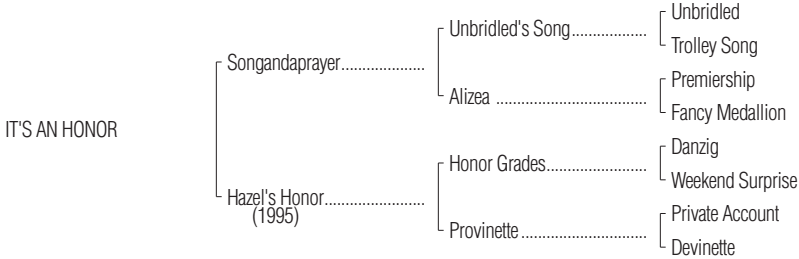 Unbridled
Unbridled's Song....................
Trolley Song
Songandaprayer......................
Premiership
Alizea ........................................
Fancy Medallion
IT'S AN HONOR
Danzig
Honor Grades...........................
Weekend Surprise
Hazel's Honor...........................
(1995)
Private Account
Provinette ..................................
Devinette